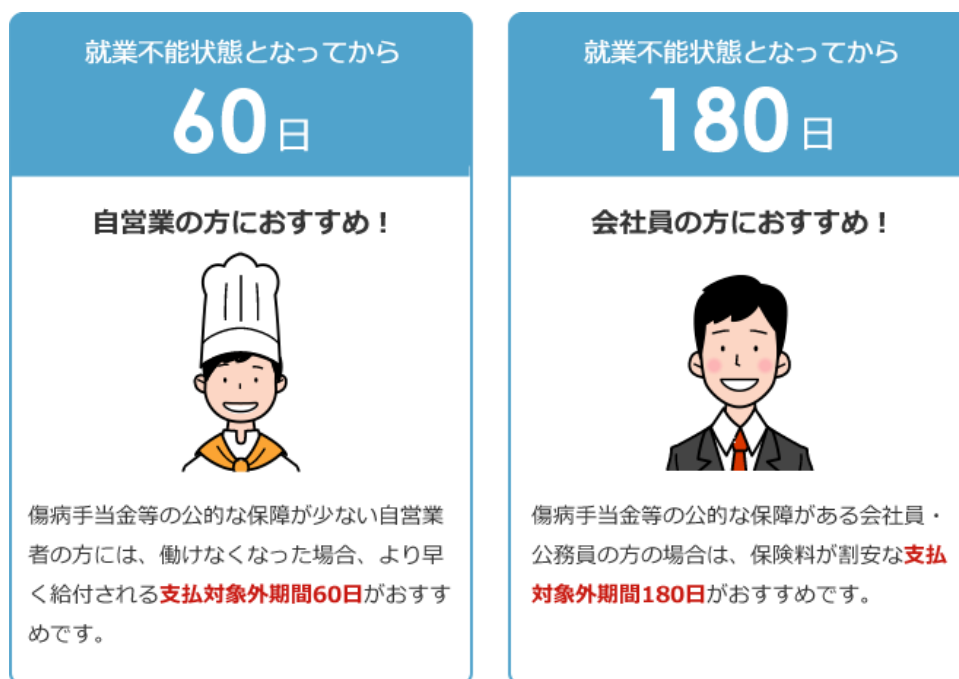 就業不能状態となってから
60日
自営業の方におすすめ！
傷病手当金等の公的な保障が少ない自営業
者の方には、働けなくなった場合、より早
く給付される支払対象外期間60日がおすす
めです。
就業不能状態となってから
180日
会社員の方におすすめ！
傷病手当金等の公的な保障がある会社員・
公務員の方の場合は、保険料が割安な支払
対象外期間180日がおすすめです。